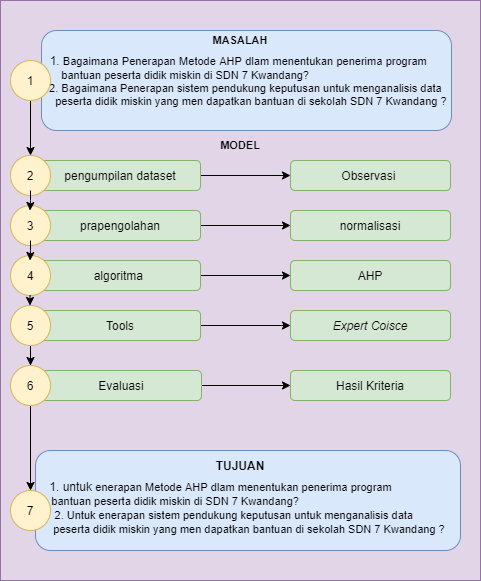 MASALAH
1. Bagaimana Penerapan Metode AHP dlam menentukan penerima program
bantuan peserta didik miskin di SDN 7 Kwandang?
2. Bagaimana Penerapan sistem pendukung keputusan untuk menganalisis data
peserta didik miskin yang men dapatkan bantuan di sekolah SDN 7 Kwandang ?
1
MODEL
2 pengumpilan dataset Observasi
3 prapengolahan normalisasi
4 algoritma AHP
5 Tools Expert Coisce
6 Evaluasi Hasil Kriteria
TUJUAN
1. untuk enerapan Metode AHP dlam menentukan penerima program
bantuan peserta didik miskin di SDN 7 Kwandang?
2. Untuk enerapan sistem pendukung keputusan untuk menganalisis data
peserta didik miskin yang men dapatkan bantuan di sekolah SDN 7 Kwandang ?
7